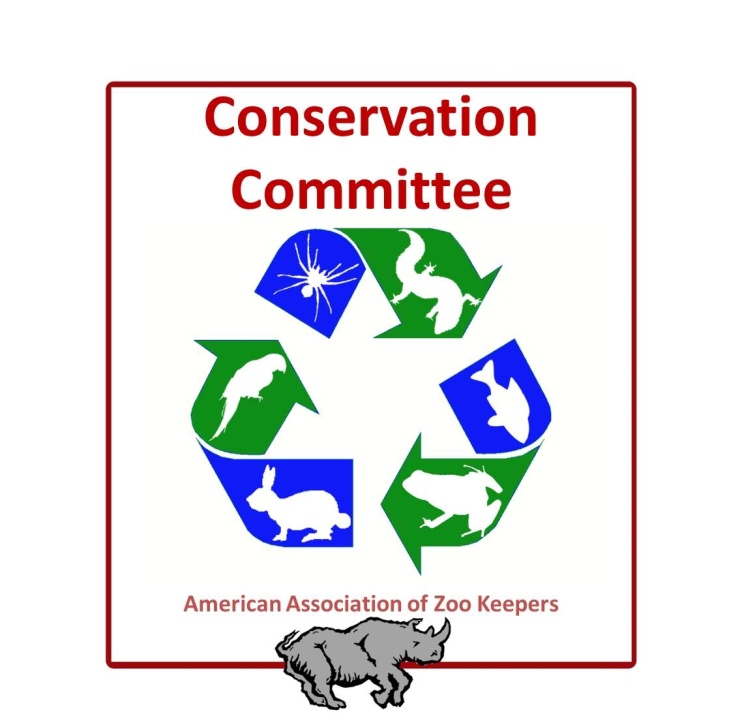 Conservation
Committee
American Association of Zoo Keepers